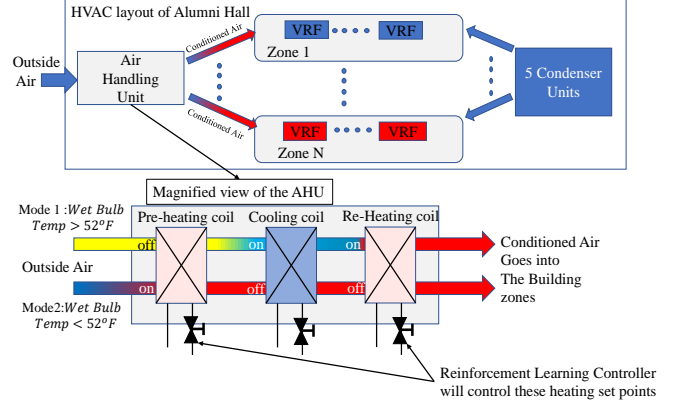 HVAC layout of Alumni Hall
Outside
Air
Air
Handling
Unit
Conditioned Air
Conditioned Air
VRF
VRF
Zone 1
VRF
VRF
Zone N
5 Condenser
Units
Magnified view of the AHU
Mode 1 :Wet Bulb
Temp > 52°F
Pre-heating coil
Cooling coil
Re-Heating coil
off
on
on
Outside Air
on
off
off
Mode2:Wet Bulb
Temp < 52°F
Conditioned Air
Goes into
The Building
zones
Reinforcement Learning Controller
will control these heating set points